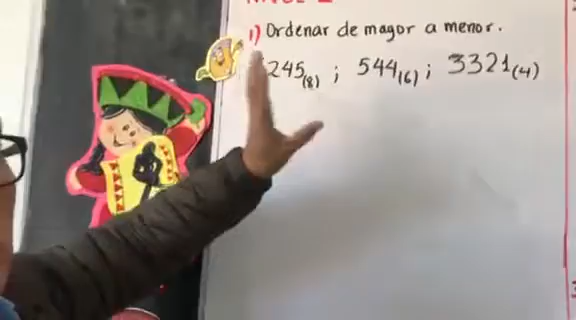 1) Ordenar de mayor a menor.
245(8) ; 544(6) ; 3321(4)